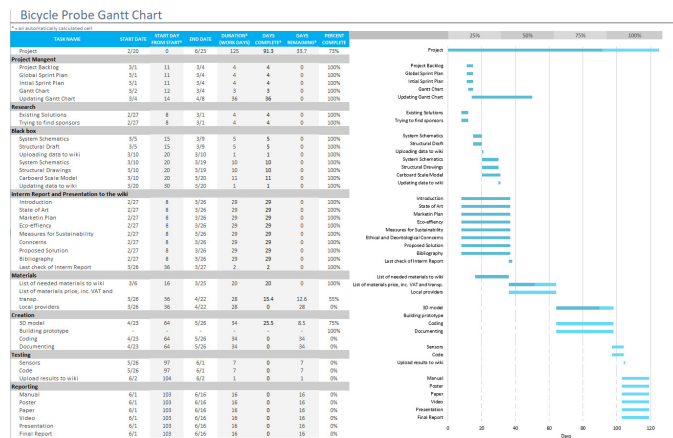 Bicycle Probe Gantt Chart
* = an automatically calculated cell
TASK NAME START DATE START DAY FROM START* END DATE DURATION* (WORK DAYS) DAYS COMPLETE* DAYS REMAINING* PERCENT COMPLETE
Project 2/20 0 6/23 125 91.3 33.7 73%
Project Mangent
Project Backlog 3/1 11 3/4 4 4 0 100%
Global Sprint Plan 3/1 11 3/4 4 4 0 100%
Intial Sprint Plan 3/1 11 3/4 4 4 0 100%
Gantt Chart 3/2 12 3/4 3 3 0 100%
Updating Gantt Chart 3/4 14 4/8 36 36 0 100%
Research
Existing Solutions 2/27 8 3/1 4 4 0 100%
Trying to find sponsors 2/27 8 3/1 4 4 0 100%
Black box
System Schematics 3/5 15 3/9 5 5 0 100%
Structural Draft 3/5 15 3/9 5 5 0 100%
Uploading data to wiki 3/10 20 3/10 1 1 0 100%
System Schematics 3/10 20 3/19 10 10 0 100%
Structural Drawings 3/10 20 3/19 10 10 0 100%
Carboard Scale Model 3/10 20 3/20 11 11 0 100%
Updating data to wiki 3/20 30 3/20 1 1 0 100%
Interm Report and Presentation to the wiki
Introduction 2/27 8 3/26 29 29 0 100%
State of Art 2/27 8 3/26 29 29 0 100%
Marketin Plan 2/27 8 3/26 29 29 0 100%
Eco-effiency 2/27 8 3/26 29 29 0 100%
Measures for Sustainability 2/27 8 3/26 29 29 0 100%
Conncerns 2/27 8 3/26 29 29 0 100%
Proposed Solution 2/27 8 3/26 29 29 0 100%
Bibliography 2/27 8 3/26 29 29 0 100%
Last check of Interm Report 3/28 36 3/27 2 2 0 100%
Materials
List of needed materials to wiki 3/6 16 3/25 20 20 0 100%
List of materials price, inc. VAT and
transp. 3/26 36 4/22 28 15.4 12.6 55%
Local providers 3/26 36 4/22 28 0 28 0%
Creation
3D model 4/23 64 5/26 34 25.5 8.5 75%
Building prototype - - - - - - 100%
Coding 4/23 64 5/26 34 0 34 0%
Documenting 4/23 64 5/26 34 0 34 0%
Testing
Sensors 5/26 97 6/1 7 0 7 0%
Code 5/26 97 6/1 7 0 7 0%
Upload results to wiki 6/2 104 6/2 1 0 1 0%
Reporting
Manual 6/1 103 6/16 16 0 16 0%
Poster 6/1 103 6/16 16 0 16 0%
Paper 6/1 103 6/16 16 0 16 0%
Video 6/1 103 6/16 16 0 16 0%
Presentation 6/1 103 6/16 16 0 16 0%
Final Report 6/1 103 6/16 16 0 16 0%
25% 50% 75% 100%
Project
Project Backlog
Global Sprint Plan
Intial Sprint Plan
Gantt Chart
Updating Gantt Chart
Existing Solutions
Trying to find sponsors
System Schematics
Structural Draft
Uploading data to wiki
System Schematics
Structural Drawings
Carboard Scale Model
Updating data to wiki
Introduction
State of Art
Marketin Plan
Eco-effiency
Measures for Sustainability
Ethical and Deontological Conncerns
Proposed Solution
Bibliography
Last check of Interm Report
List of needed materials to wiki
List of materials price, inc. VAT and transp.
Local providers
3D model
Building prototype
Coding
Documenting
Sensors
Code
Upload results to wiki
Manual
Poster
Paper
Video
Presentation
Final Report
0 20 40 60 80 100 120
Days